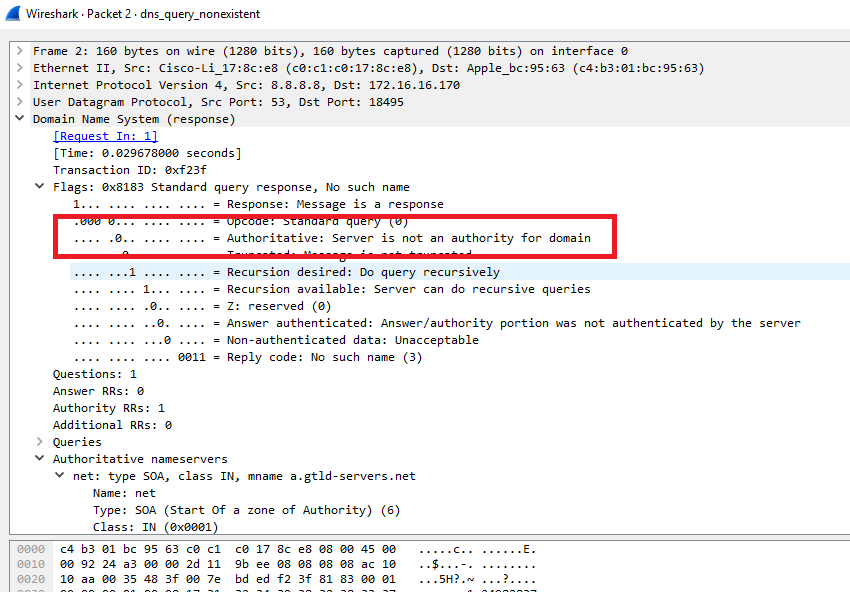 Wireshark · Packet 2 · dns_query_nonexistent
Frame 2: 160 bytes on wire (1280 bits), 160 bytes captured (1280 bits) on interface 0
Ethernet II, Src: Cisco-Li_17:8c:e8 (c0:c1:c0:17:8c:e8), Dst: Apple_bc:95:63 (c4:b3:01:bc:95:63)
Internet Protocol Version 4, Src: 8.8.8.8, Dst: 172.16.16.170
User Datagram Protocol, Src Port: 53, Dst Port: 18495
Domain Name System (response)
[Request In: 1]
[Time: 0.029678000 seconds]
Transaction ID: 0xf23f
Flags: 0x8183 Standard query response, No such name
1... .... .... .... = Response: Message is a response
.000 0... .... .... = Opcode: Standard query (0)
.... .0.. .... .... = Authoritative: Server is not an authority for domain
.... ..0. .... .... = Truncated: Message is not truncated
.... ...1 .... .... = Recursion desired: Do query recursively
.... .... 1... .... = Recursion available: Server can do recursive queries
.... .... .0.. .... = Z: reserved (0)
.... .... ..0. .... = Answer authenticated: Answer/authority portion was not authenticated by the server
.... .... ...0 .... = Non-authenticated data: Unacceptable
.... .... .... 0011 = Reply code: No such name (3)
Questions: 1
Answer RRs: 0
Authority RRs: 1
Additional RRs: 0
Queries
Authoritative nameservers
net: type SOA, class IN, mname a.gtld-servers.net
Name: net
Type: SOA (Start Of a zone of Authority) (6)
Class: IN (0x0001)
0000 c4 b3 01 bc 95 63 c0 c1 c0 17 8c e8 08 00 45 00 .....c.. ......E.
0010 00 92 24 a3 00 00 2d 11 9b ee 08 08 08 08 ac 10 ..$...-. ........
0020 10 aa 00 35 48 3f 00 7e bd ed f2 3f 81 83 00 01 ...5H?.~ ...?....